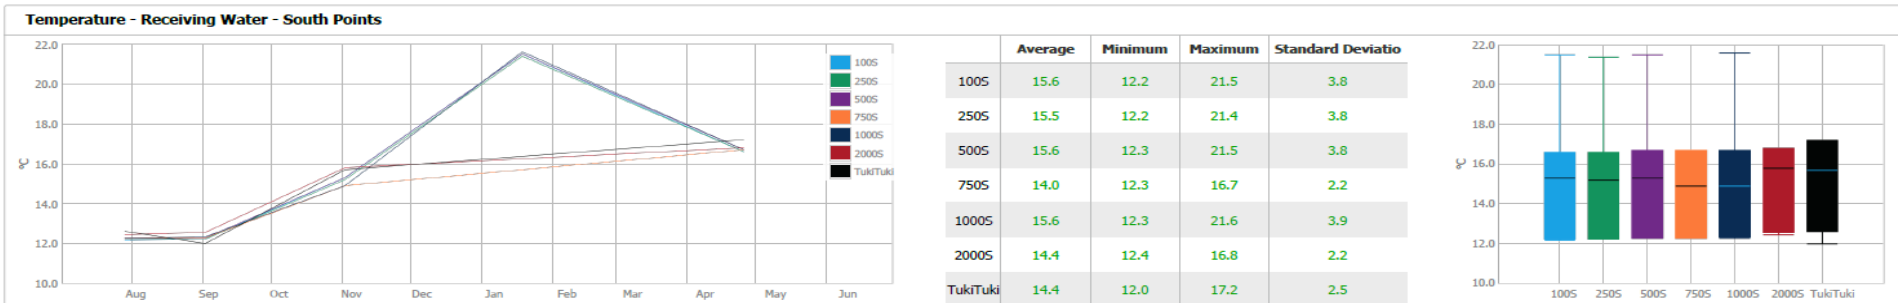 Temperature - Receiving Water - South Points
22.0
20.0
18.0
16.0
14.0
12.0
10.0
°C
Aug Sep Oct Nov Dec Jan Feb Mar Apr May Jun
100S
250S
500S
750S
1000S
2000S
TukiTuki
Average Minimum Maximum Standard Deviatio
100S 15.6 12.2 21.5 3.8
250S 15.5 12.2 21.4 3.8
500S 15.6 12.3 21.5 3.8
750S 14.0 12.3 16.7 2.2
1000S 15.6 12.3 21.6 3.9
2000S 14.4 12.4 16.8 2.2
TukiTuki 14.4 12.0 17.2 2.5
22.0
20.0
18.0
16.0
14.0
12.0
10.0
°C
100S 250S 500S 750S 1000S 2000S TukiTuki